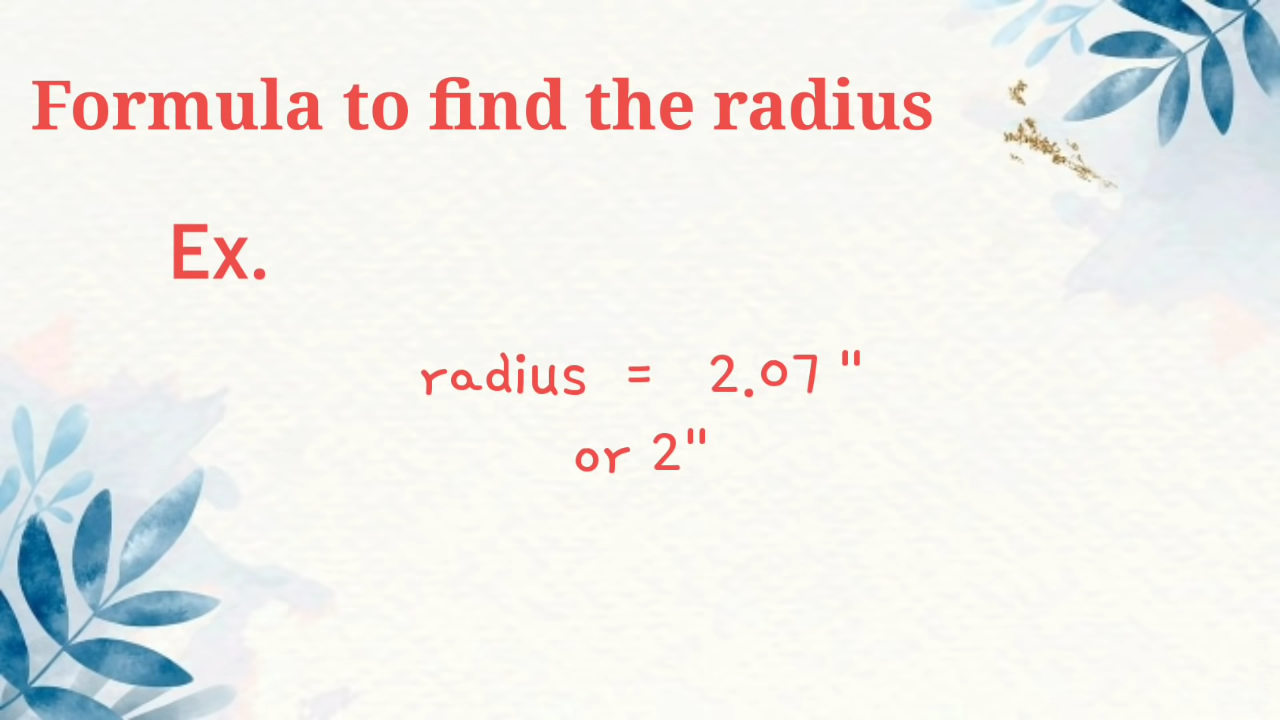 Formula to find the radius
Ex.
radius = 2.07 "
or 2"